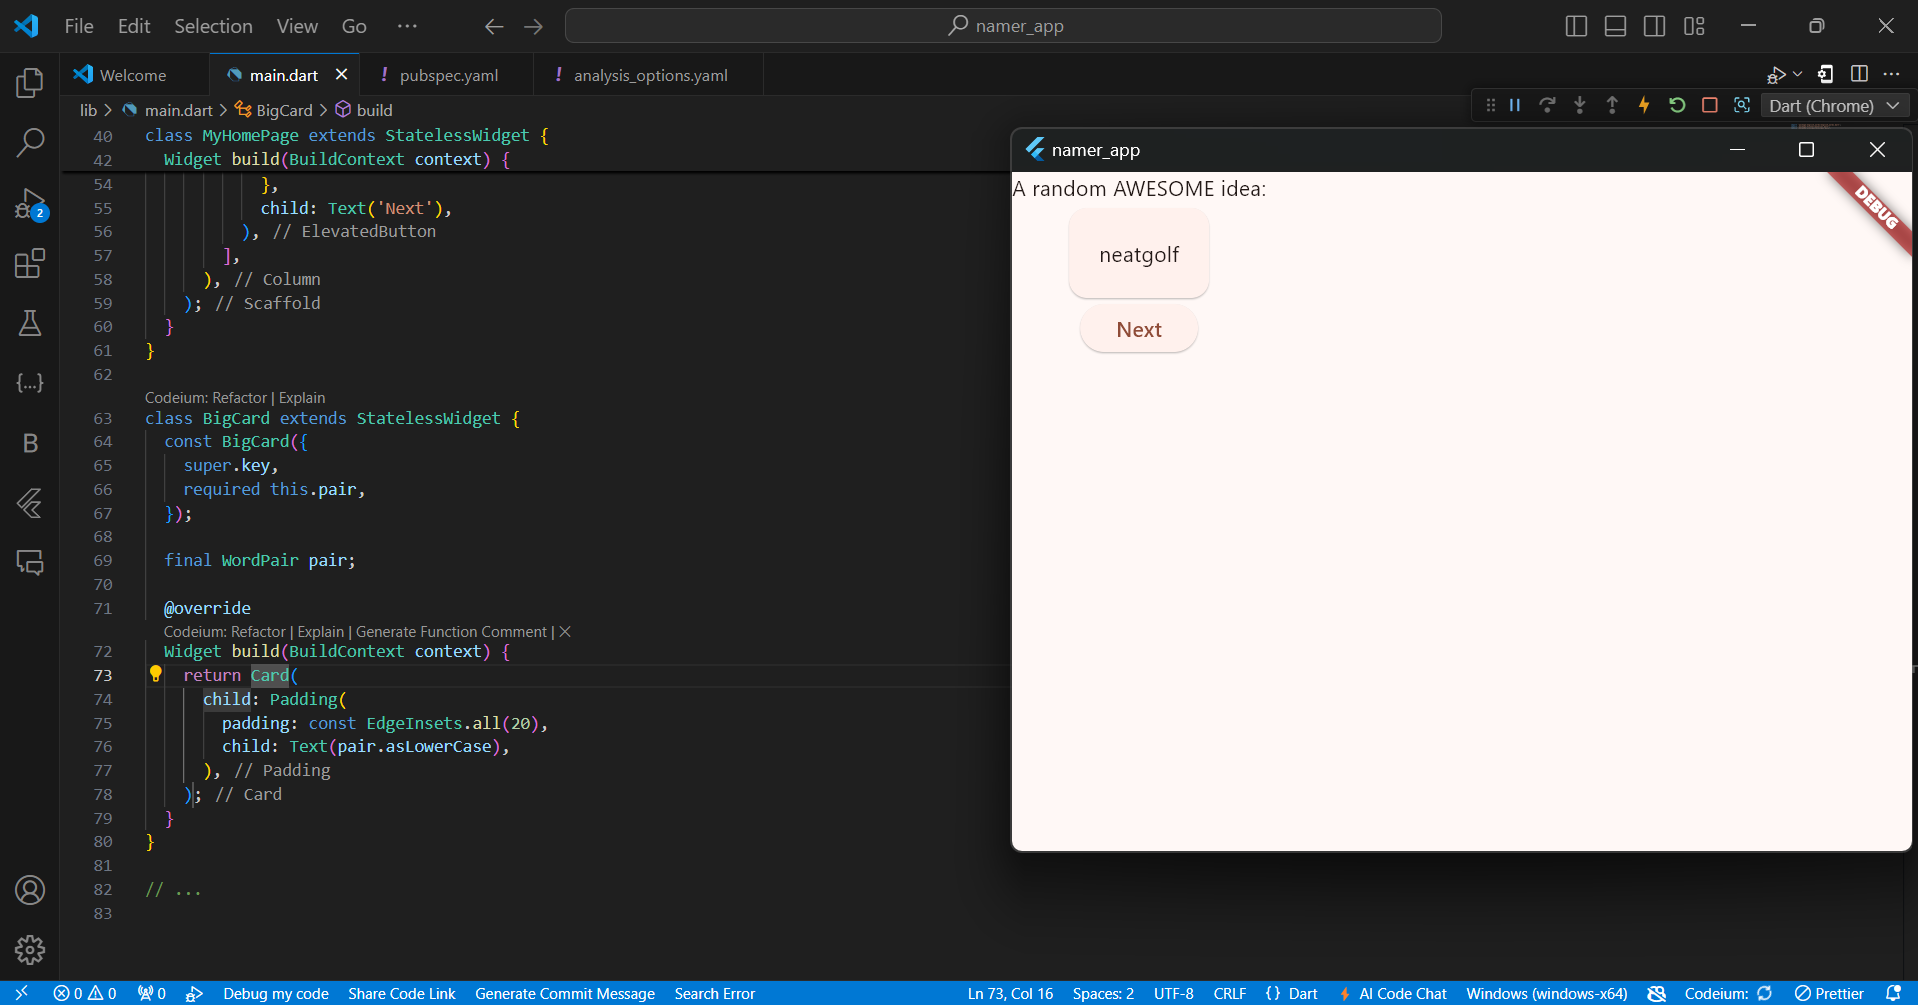 File Edit Selection View Go ··· namer_app
Welcome main.dart pubspec.yaml analysis_options.yaml
lib > main.dart > BigCard > build
Dart (Chrome)
40 class MyHomePage extends StatelessWidget {
42 Widget build(BuildContext context) {
54 },
55 child: Text('Next'),
56 ), // ElevatedButton
57 ],
58 ), // Column
59 ); // Scaffold
60 }
61 }
62
Codeium: Refactor | Explain
63 class BigCard extends StatelessWidget {
64 const BigCard({
65 super.key,
66 required this.pair,
67 });
68
69 final WordPair pair;
70
71 @override
Codeium: Refactor | Explain | Generate Function Comment |
72 Widget build(BuildContext context) {
73 return Card(
74 child: Padding(
75 padding: const EdgeInsets.all(20),
76 child: Text(pair.asLowerCase),
77 ), // Padding
78 ); // Card
79 }
80 }
81
82 // ...
83
2
B
namer_app
A random AWESOME idea:
DEBUG
neatgolf
Next
0 0 0 Debug my code Share Code Link Generate Commit Message Search Error Ln 73, Col 16 Spaces: 2 UTF-8 CRLF {} Dart AI Code Chat Windows (windows-x64) Codeium: Prettier